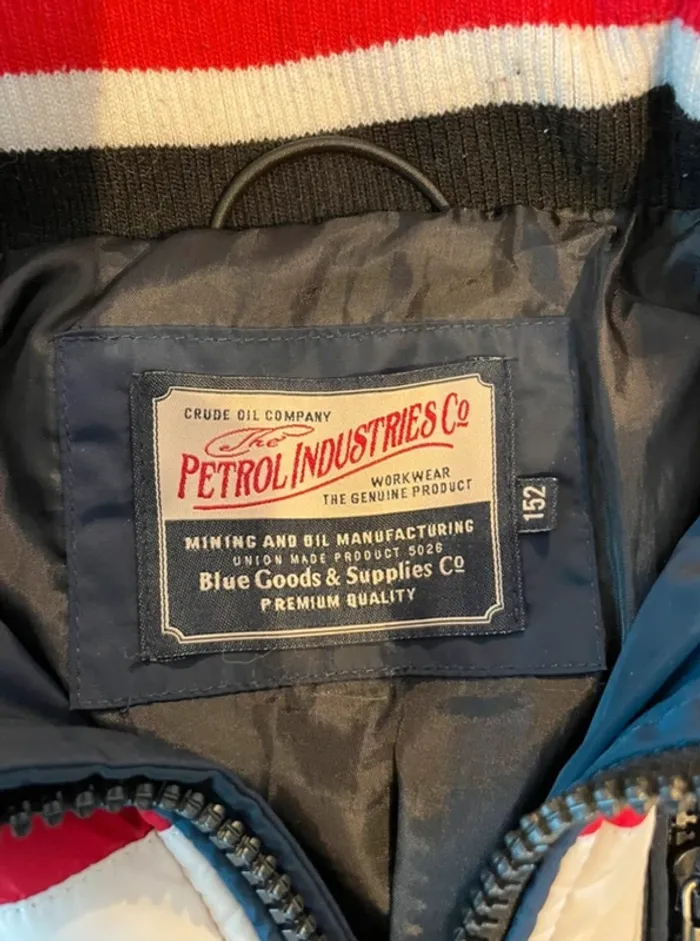 CRUDE OIL COMPANY
The
PETROL INDUSTRIES Co
WORKWEAR
THE GENUINE PRODUCT
MINING AND OIL MANUFACTURING
UNION MADE PRODUCT 5026
Blue Goods & Supplies Co
PREMIUM QUALITY
152